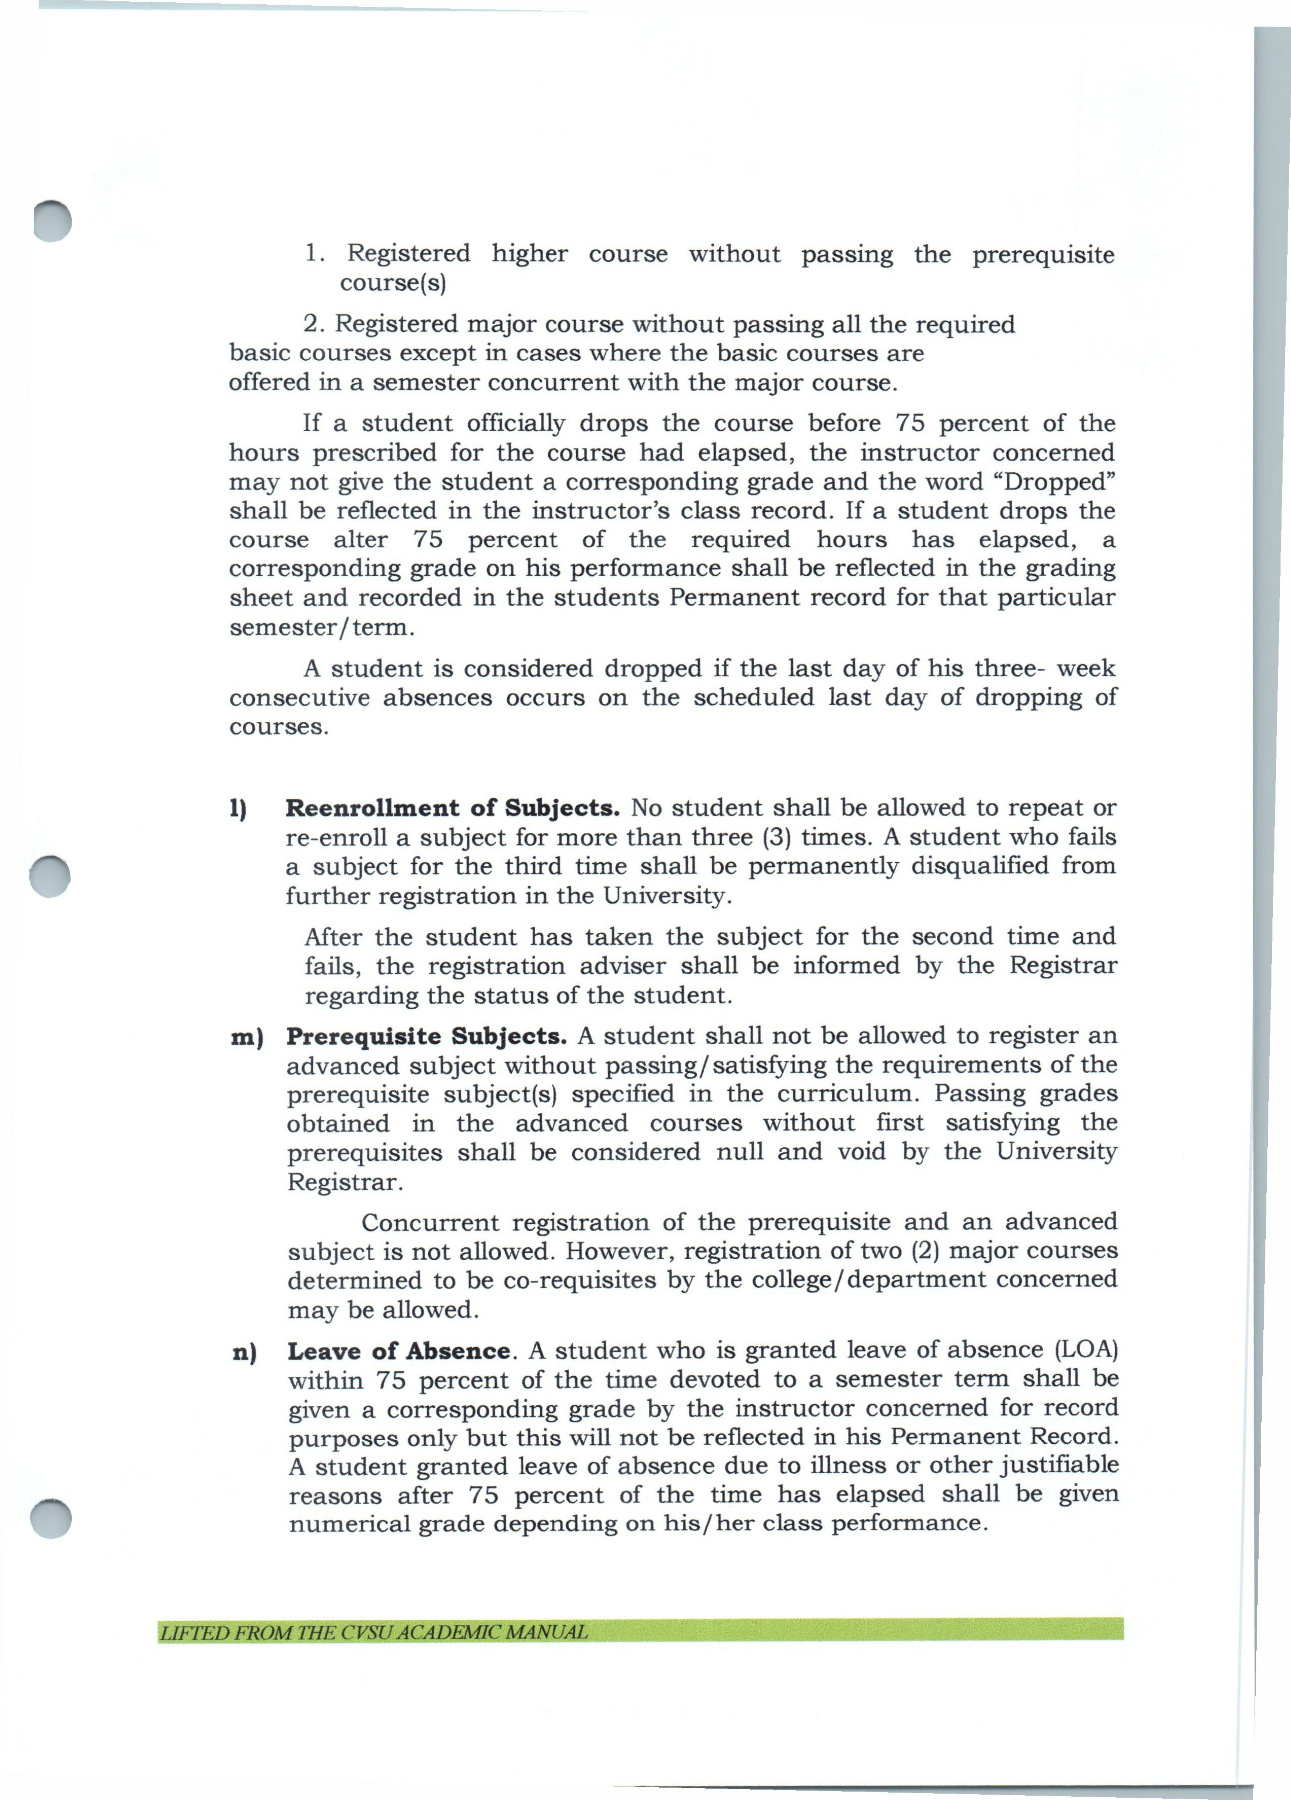 1. Registered higher course without passing the prerequisite
course(s)
2. Registered major course without passing all the required
basic courses except in cases where the basic courses are
offered in a semester concurrent with the major course.
If a student officially drops the course before 75 percent of the
hours prescribed for the course had elapsed, the instructor concerned
may not give the student a corresponding grade and the word “Dropped”
shall be reflected in the instructor’s class record. If a student drops the
course alter 75 percent of the required hours has elapsed, a
corresponding grade on his performance shall be reflected in the grading
sheet and recorded in the students Permanent record for that particular
semester/term.
A student is considered dropped if the last day of his three- week
consecutive absences occurs on the scheduled last day of dropping of
courses.
l) Reenrollment of Subjects. No student shall be allowed to repeat or
re-enroll a subject for more than three (3) times. A student who fails
a subject for the third time shall be permanently disqualified from
further registration in the University.
After the student has taken the subject for the second time and
fails, the registration adviser shall be informed by the Registrar
regarding the status of the student.
m) Prerequisite Subjects. A student shall not be allowed to register an
advanced subject without passing/satisfying the requirements of the
prerequisite subject(s) specified in the curriculum. Passing grades
obtained in the advanced courses without first satisfying the
prerequisites shall be considered null and void by the University
Registrar.
Concurrent registration of the prerequisite and an advanced
subject is not allowed. However, registration of two (2) major courses
determined to be co-requisites by the college/department concerned
may be allowed.
n) Leave of Absence. A student who is granted leave of absence (LOA)
within 75 percent of the time devoted to a semester term shall be
given a corresponding grade by the instructor concerned for record
purposes only but this will not be reflected in his Permanent Record.
A student granted leave of absence due to illness or other justifiable
reasons after 75 percent of the time has elapsed shall be given
numerical grade depending on his/her class performance.
LIFTED FROM THE CVSU ACADEMIC MANUAL